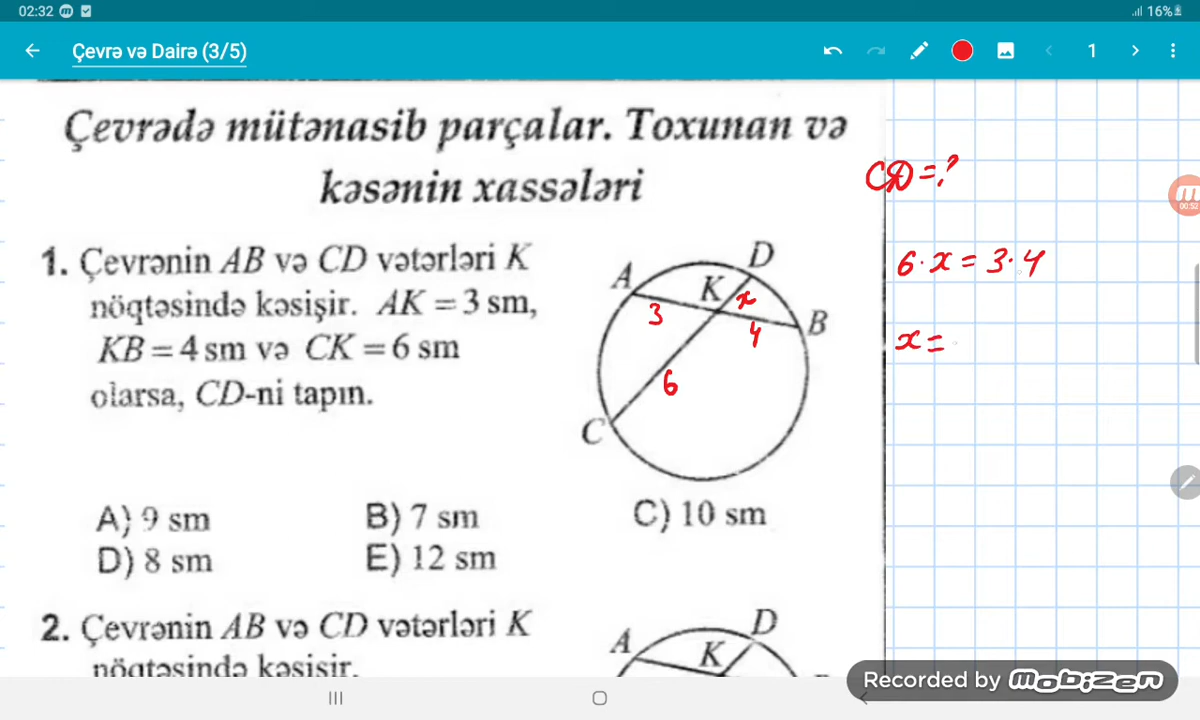 02:32 16%
Çevrə və Dairə (3/5) 1
Çevrədə mütənasib parçalar. Toxunan və
kəsənin xassələri
CD=?
1. Çevrənin AB və CD vətərləri K
nöqtəsində kəsişir. AK = 3 sm,
KB = 4 sm və CK = 6 sm
olarsa, CD-ni tapın.
A D
K x
3 4 B
6
C
6·x = 3·4
x =
00:52
A) 9 sm B) 7 sm C) 10 sm
D) 8 sm E) 12 sm
2. Çevrənin AB və CD vətərləri K
nöqtəsində kəsişir.
A D
K
Recorded by mobizen